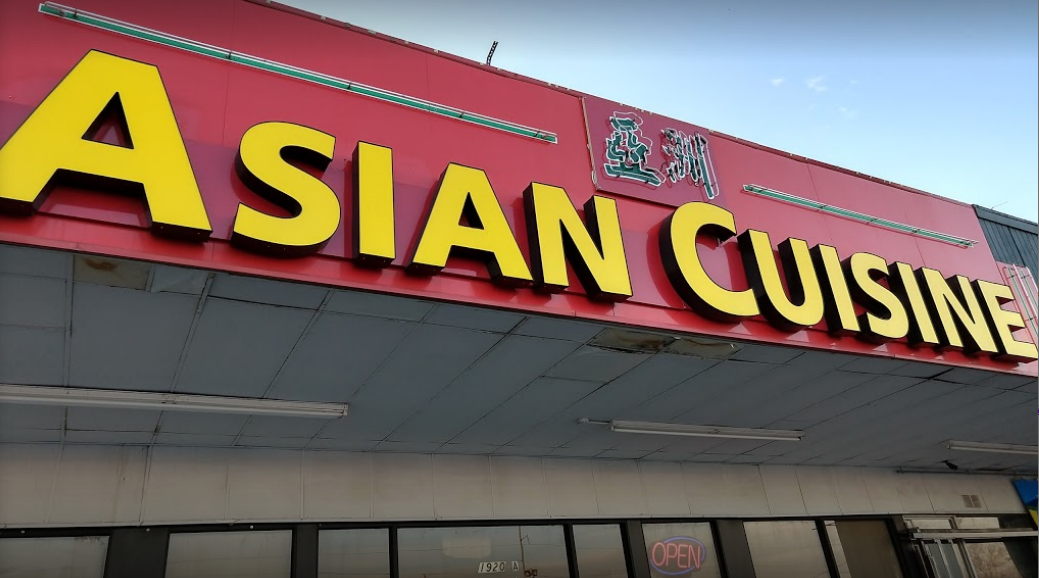 亞洲
ASIAN CUISINE
1920 A
OPEN